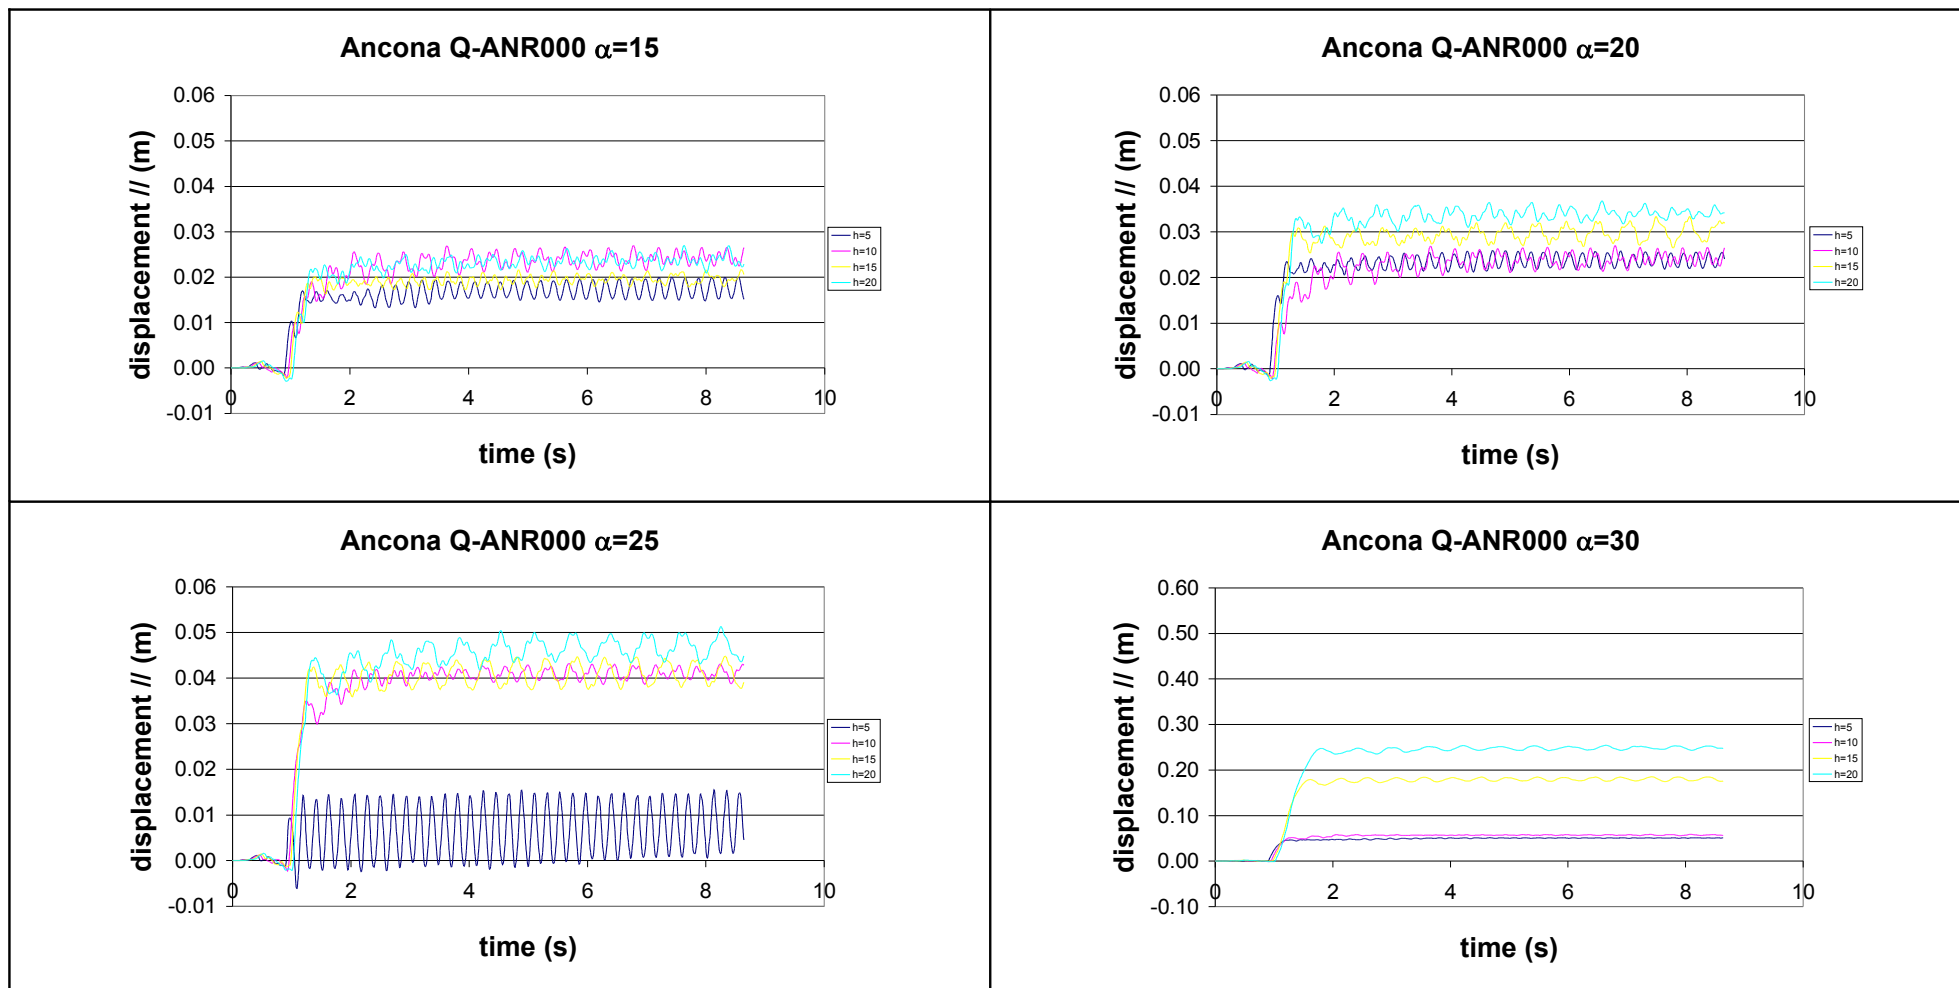 Ancona Q-ANR000 α=15
0.06
0.05
0.04
0.03
0.02
0.01
0.00
-0.01
0 2 4 6 8 10
displacement // (m)
time (s)
h=5
h=10
h=15
h=20
Ancona Q-ANR000 α=20
0.06
0.05
0.04
0.03
0.02
0.01
0.00
-0.01
0 2 4 6 8 10
displacement // (m)
time (s)
h=5
h=10
h=15
h=20
Ancona Q-ANR000 α=25
0.06
0.05
0.04
0.03
0.02
0.01
0.00
-0.01
0 2 4 6 8 10
displacement // (m)
time (s)
h=5
h=10
h=15
h=20
Ancona Q-ANR000 α=30
0.60
0.50
0.40
0.30
0.20
0.10
0.00
-0.10
0 2 4 6 8 10
displacement // (m)
time (s)
h=5
h=10
h=15
h=20